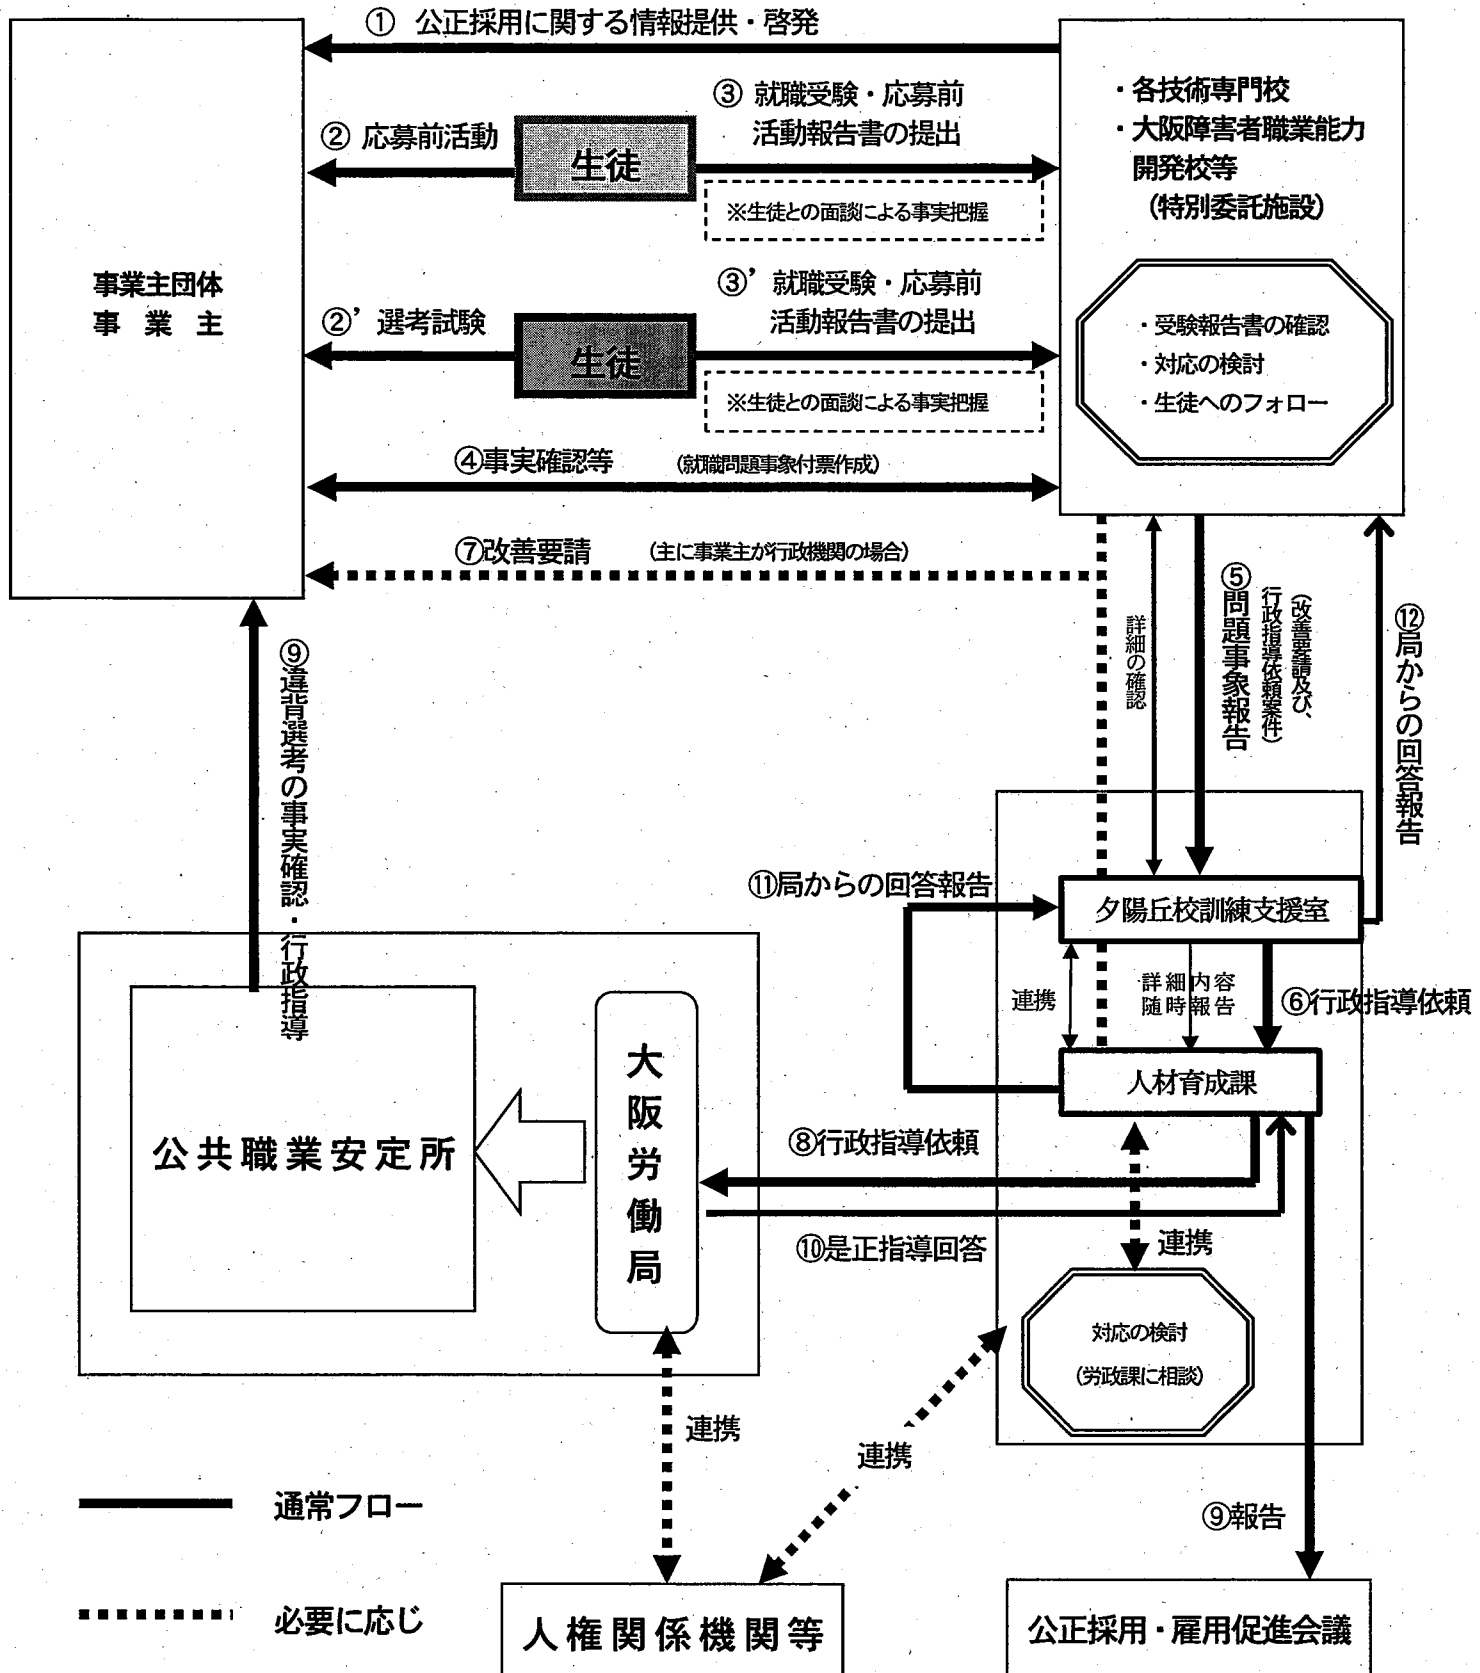 ① 公正採用に関する情報提供・啓発
・各技術専門校
・大阪障害者職業能力
開発校等
(特別委託施設)
③ 就職受験・応募前
活動報告書の提出
② 応募前活動
生徒
※生徒との面談による事実把握
事業主団体
事 業 主
③’ 就職受験・応募前
活動報告書の提出
②’ 選考試験
生徒
※生徒との面談による事実把握
・受験報告書の確認
・対応の検討
・生徒へのフォロー
④事実確認等 (就職問題事象付票作成)
⑦改善要請 (主に事業主が行政機関の場合)
詳細の確認
⑤問題事象報告
(改善要請及び、
行政指導依頼案件)
⑫局からの回答報告
⑨違背選考の事実確認・行政指導
⑪局からの回答報告
夕陽丘校訓練支援室
連携
詳細内容
随時報告
⑥行政指導依頼
人材育成課
大阪労働局
公共職業安定所
⑧行政指導依頼
⑩是正指導回答
連携
対応の検討
(労政課に相談)
連携
連携
通常フロー
⑨報告
必要に応じ
人権関係機関等
公正採用・雇用促進会議